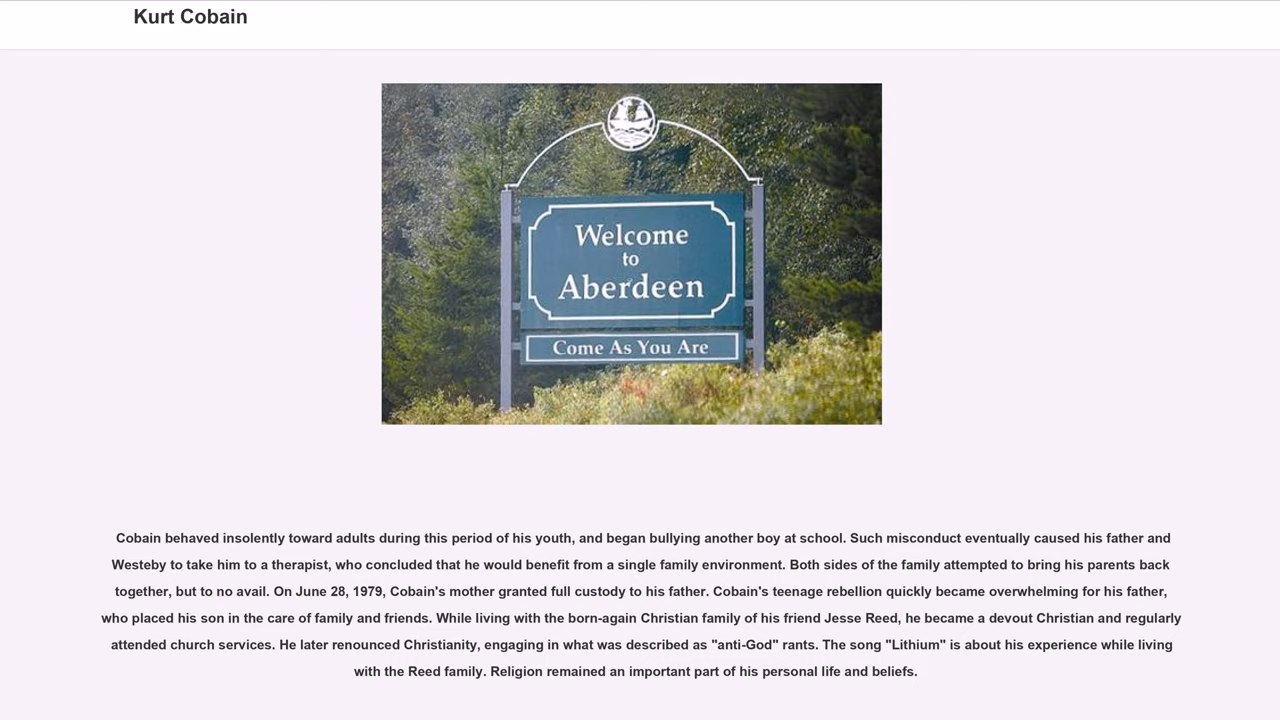 Kurt Cobain
Welcome
to
Aberdeen
Come As You Are
Cobain behaved insolently toward adults during this period of his youth, and began bullying another boy at school. Such misconduct eventually caused his father and
Westeby to take him to a therapist, who concluded that he would benefit from a single family environment. Both sides of the family attempted to bring his parents back
together, but to no avail. On June 28, 1979, Cobain's mother granted full custody to his father. Cobain's teenage rebellion quickly became overwhelming for his father,
who placed his son in the care of family and friends. While living with the born-again Christian family of his friend Jesse Reed, he became a devout Christian and regularly
attended church services. He later renounced Christianity, engaging in what was described as "anti-God" rants. The song "Lithium" is about his experience while living
with the Reed family. Religion remained an important part of his personal life and beliefs.